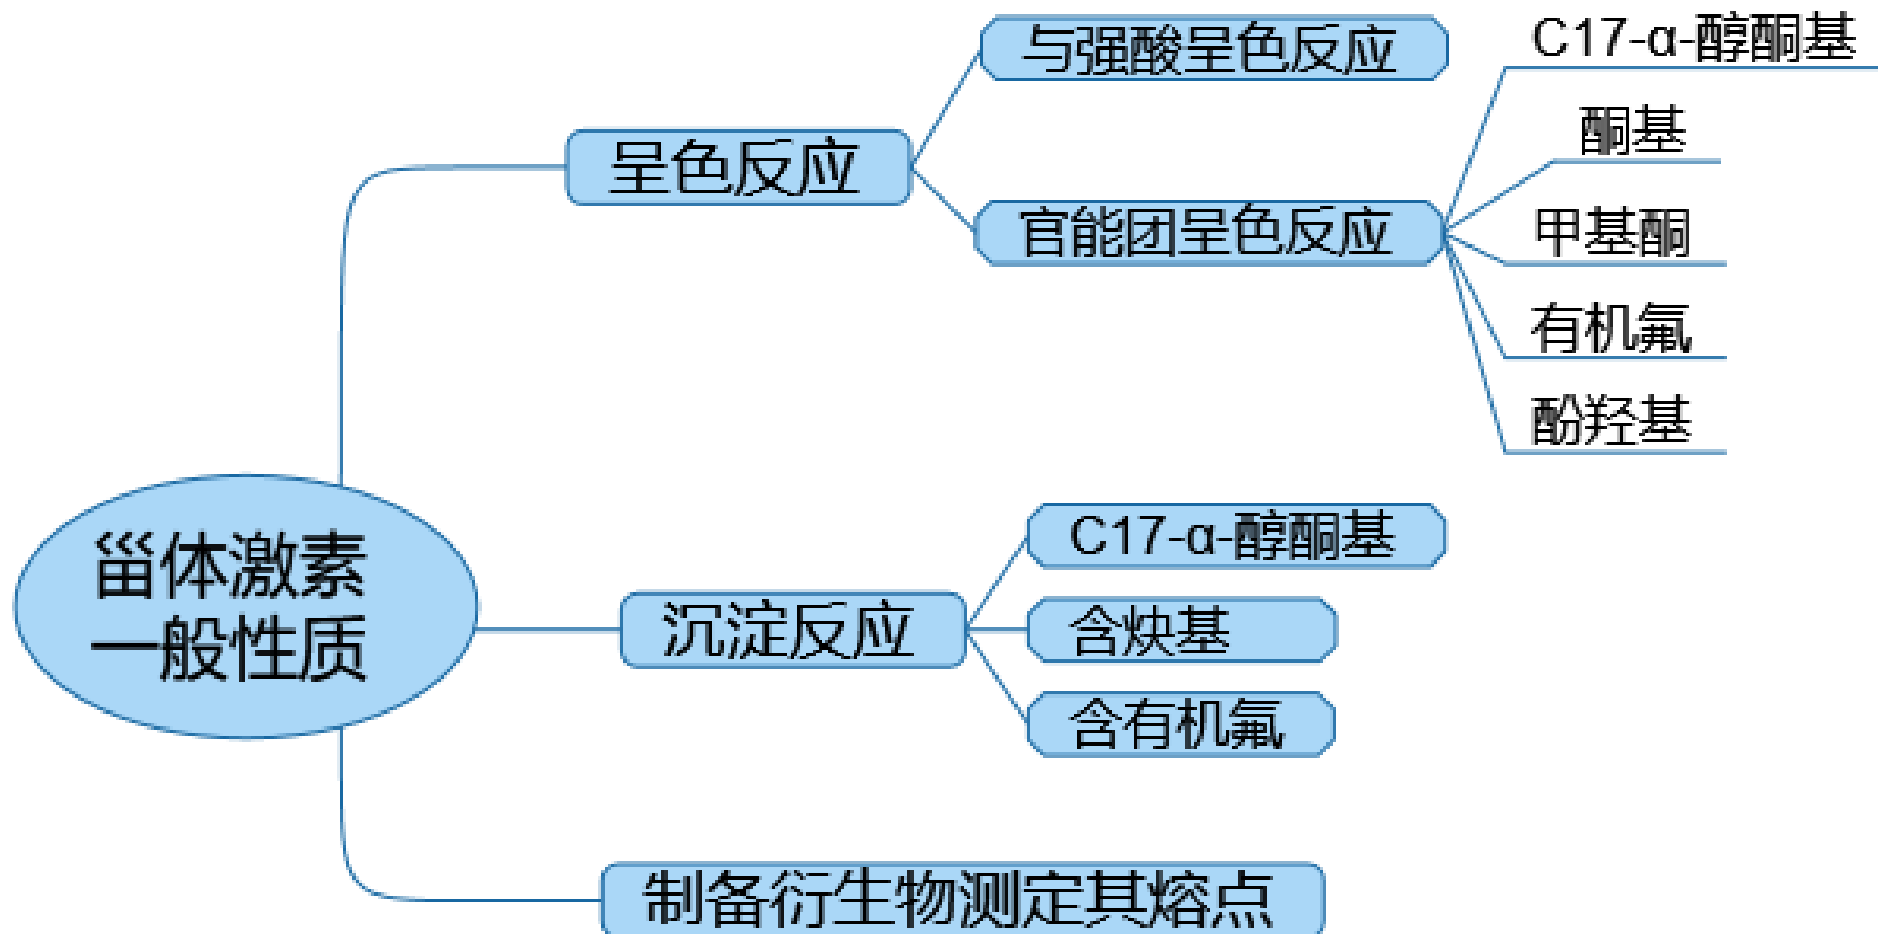 与强酸呈色反应
C17-α-醇酮基
酮基
呈色反应
官能团呈色反应
甲基酮
有机氟
酚羟基
甾体激素
一般性质
沉淀反应
C17-α-醇酮基
含炔基
含有机氟
制备衍生物测定其熔点